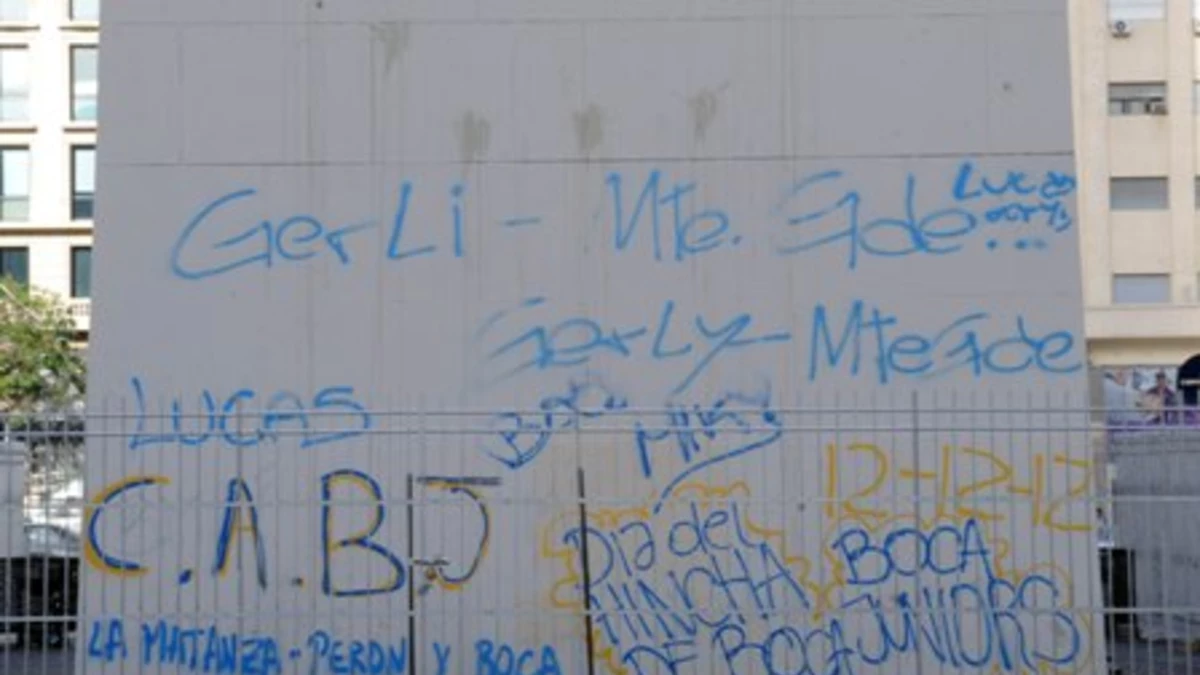 GerLi - Mte. Gde... Lucas
GerLy - Mte Gde
LUCAS
Boca
C.A.B.J
12-12-12
Dia del
HINCHA
DE BOCA
BOCA
JUNIORS
LA MATANZA - PERON Y BOCA